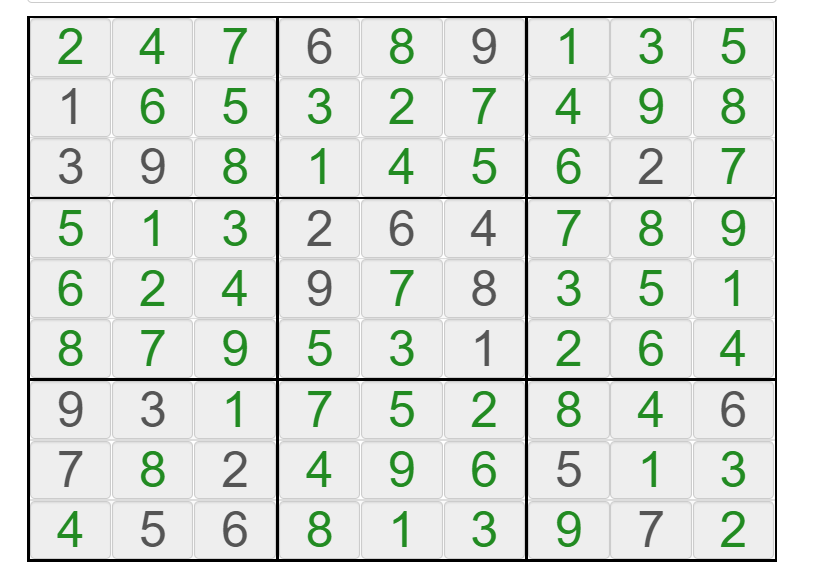 2 4 7 6 8 9 1 3 5
1 6 5 3 2 7 4 9 8
3 9 8 1 4 5 6 2 7
5 1 3 2 6 4 7 8 9
6 2 4 9 7 8 3 5 1
8 7 9 5 3 1 2 6 4
9 3 1 7 5 2 8 4 6
7 8 2 4 9 6 5 1 3
4 5 6 8 1 3 9 7 2